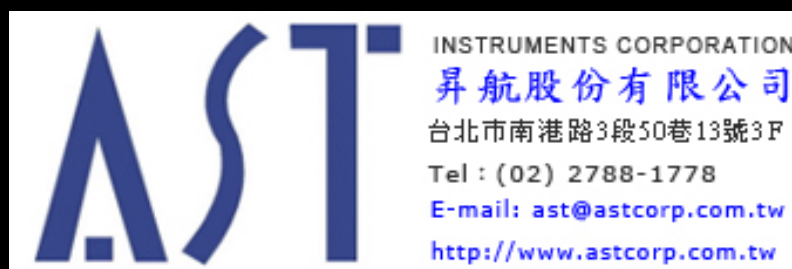 AST
INSTRUMENTS CORPORATION
昇航股份有限公司
台北市南港路3段50巷13號3F
Tel：(02) 2788-1778
E-mail: ast@astcorp.com.tw
http://www.astcorp.com.tw